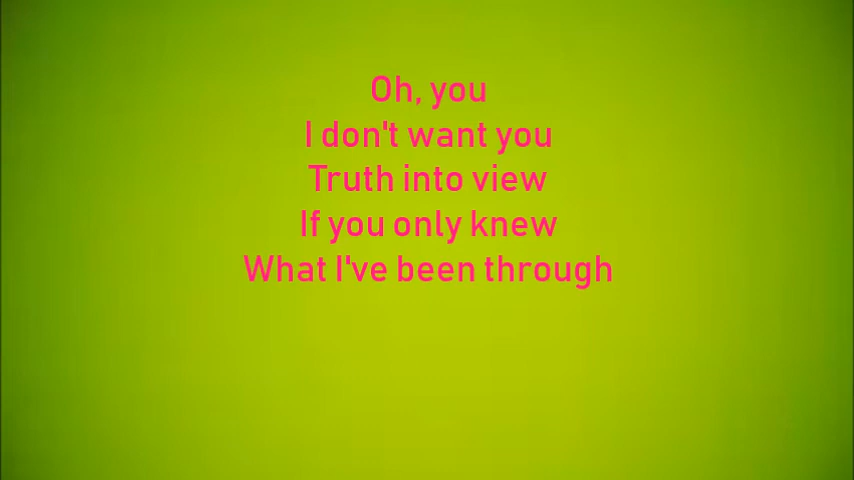 Oh, you
I don't want you
Truth into view
If you only knew
What I've been through